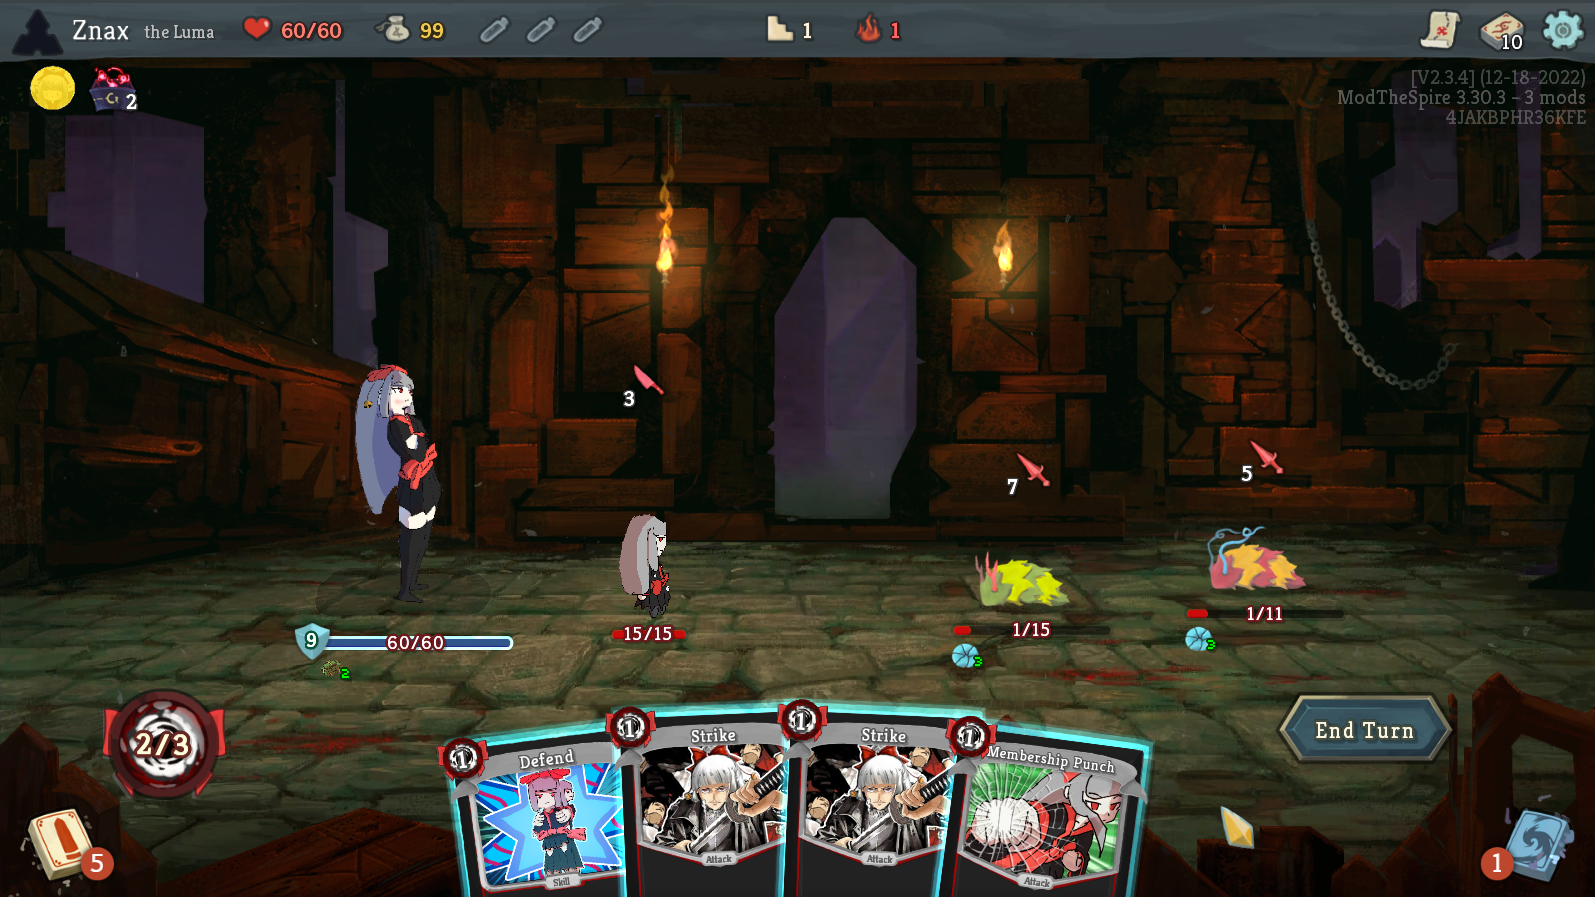 Znax the Luma 60/60 99 1 1 10
2
[V2.3.4] (12-18-2022)
ModTheSpire 3.30.3 - 3 mods
4JAKBPHR36KFE
3
7
5
9
60/60
2
15/15
1/15
3
1/11
3
2/3
End Turn
1 Defend
Skill
1 Strike
Attack
1 Strike
Attack
1 Membership Punch
Attack
5
1